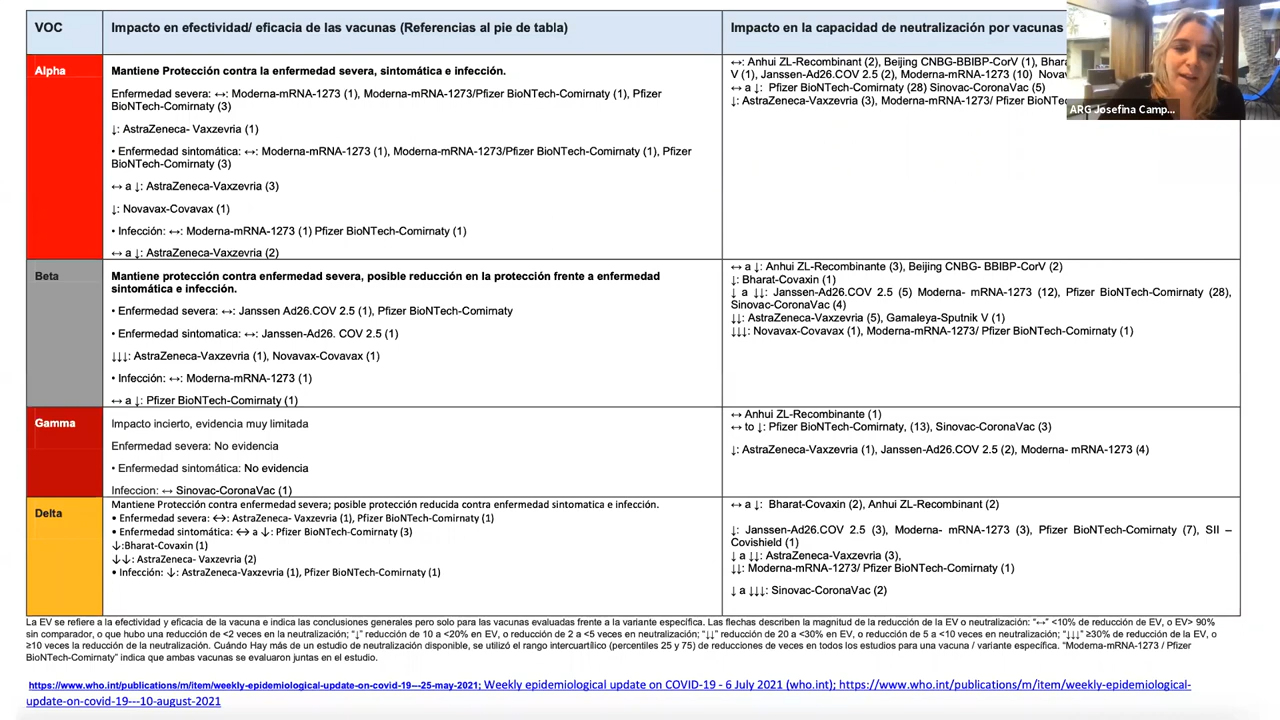 VOC
Impacto en efectividad/ eficacia de las vacunas (Referencias al pie de tabla)
Impacto en la capacidad de neutralización por vacunas
Alpha
Mantiene Protección contra la enfermedad severa, sintomática e infección.
Enfermedad severa: ↔: Moderna-mRNA-1273 (1), Moderna-mRNA-1273/Pfizer BioNTech-Comirnaty (1), Pfizer
BionTech-Comirnaty (3)
↓: AstraZeneca- Vaxzevria (1)
• Enfermedad sintomática: ↔: Moderna-mRNA-1273 (1), Moderna-mRNA-1273/Pfizer BioNTech-Comirnaty (1), Pfizer
BionTech-Comirnaty (3)
↔ a ↓: AstraZeneca-Vaxzevria (3)
↓: Novavax-Covavax (1)
• Infección: ↔: Moderna-mRNA-1273 (1) Pfizer BioNTech-Comirnaty (1)
↔ a ↓: AstraZeneca-Vaxzevria (2)
↔: Anhui ZL-Recombinant (2), Beijing CNBG-BBIBP-CorV (1),
V (1), Janssen-Ad26.COV 2.5 (2), Moderna-mRNA-1273 (10)
↔ a ↓: Pfizer BioNTech-Comirnaty (28) Sinovac-CoronaVac (5)
↓: AstraZeneca-Vaxzevria (3), Moderna-mRNA-1273/ Pfizer
ARG Josefina Camp...
Beta
Mantiene protección contra enfermedad severa, posible reducción en la protección frente a enfermedad
sintomática e infección.
• Enfermedad severa: ↔: Janssen Ad26.COV 2.5 (1), Pfizer BioNTech-Comirnaty
• Enfermedad sintomatica: ↔: Janssen-Ad26. COV 2.5 (1)
↓↓↓: AstraZeneca-Vaxzevria (1), Novavax-Covavax (1)
• Infección: ↔: Moderna-mRNA-1273 (1)
↔ a ↓: Pfizer BioNTech-Comirnaty (1)
↔ a ↓: Anhui ZL-Recombinante (3), Beijing CNBG- BBIBP-CorV (2)
↓: Bharat-Covaxin (1)
↓ a ↓↓: Janssen-Ad26.COV 2.5 (5) Moderna- mRNA-1273 (12), Pfizer BioNTech-Comirnaty (28),
Sinovac-CoronaVac (4)
↓↓: AstraZeneca-Vaxzevria (5), Gamaleya-Sputnik V (1)
↓↓↓: Novavax-Covavax (1), Moderna-mRNA-1273/ Pfizer BioNTech-Comirnaty (1)
Gamma
Impacto incierto, evidencia muy limitada
Enfermedad severa: No evidencia
• Enfermedad sintomática: No evidencia
Infeccion: ↔ Sinovac-CoronaVac (1)
↔ Anhui ZL-Recombinante (1)
↔ to ↓: Pfizer BioNTech-Comirnaty, (13), Sinovac-CoronaVac (3)
↓: AstraZeneca-Vaxzevria (1), Janssen-Ad26.COV 2.5 (2), Moderna- mRNA-1273 (4)
Delta
Mantiene Protección contra enfermedad severa; posible protección reducida contra enfermedad sintomatica e infección.
• Enfermedad severa: ↔: AstraZeneca- Vaxzevria (1), Pfizer BioNTech-Comirnaty (1)
• Enfermedad sintomática: ↔ a ↓: Pfizer BioNTech-Comirnaty (3)
↓:Bharat-Covaxin (1)
↓↓: AstraZeneca- Vaxzevria (2)
• Infección: ↓: AstraZeneca-Vaxzevria (1), Pfizer BioNTech-Comirnaty (1)
↔ a ↓: Bharat-Covaxin (2), Anhui ZL-Recombinant (2)
↓: Janssen-Ad26.COV 2.5 (3), Moderna- mRNA-1273 (3), Pfizer BioNTech-Comirnaty (7), SII –
Covishield (1)
↓ a ↓↓: AstraZeneca-Vaxzevria (3),
↓↓: Moderna-mRNA-1273/ Pfizer BioNTech-Comirnaty (1)
↓ a ↓↓↓: Sinovac-CoronaVac (2)
La EV se refiere a la efectividad y eficacia de la vacuna e indica las conclusiones generales pero solo para las vacunas evaluadas frente a la variante específica. Las flechas describen la magnitud de la reducción de la EV o neutralización: “↔” <10% de reducción de EV, o EV> 90%
sin comparador, o que hubo una reducción de <2 veces en la neutralización; “↓” reducción de 10 a <20% en EV, o reducción de 2 a <5 veces en neutralización; “↓↓” reducción de 20 a <30% en EV, o reducción de 5 a <10 veces en neutralización; “↓↓↓” ≥30% de reducción de la EV, o
≥10 veces la reducción de la neutralización. Cuándo Hay más de un estudio de neutralización disponible, se utilizó el rango intercuartílico (percentiles 25 y 75) de reducciones de veces en todos los estudios para una vacuna / variante específica. “Moderna-mRNA-1273 / Pfizer
BioNTech-Comirnaty” indica que ambas vacunas se evaluaron juntas en el estudio.
https://www.who.int/publications/m/item/weekly-epidemiological-update-on-covid-19---25-may-2021; Weekly epidemiological update on COVID-19 - 6 July 2021 (who.int); https://www.who.int/publications/m/item/weekly-epidemiological-
update-on-covid-19---10-august-2021